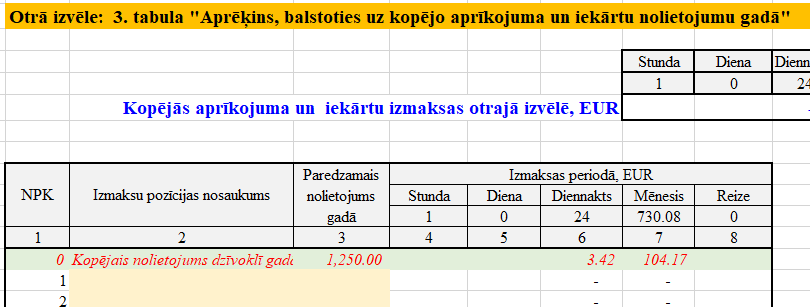 Otrā izvēle: 3. tabula "Aprēķins, balstoties uz kopējo aprīkojuma un iekārtu nolietojumu gadā"
Stunda Diena Dienn
1 0 24
Kopējās aprīkojuma un iekārtu izmaksas otrajā izvēlē, EUR -
NPK Izmaksu pozīcijas nosaukums Paredzamais nolietojums gadā Izmaksas periodā, EUR
Stunda Diena Diennakts Mēnesis Reize
1 0 24 730.08 0
1 2 3 4 5 6 7 8
0 Kopējais nolietojums dzīvoklī gadā 1,250.00 3.42 104.17
1 - -
2 - -